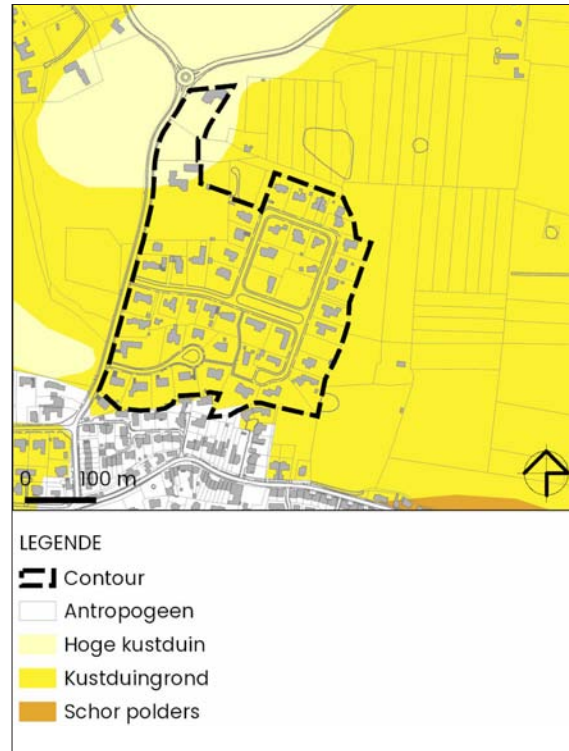 0 100 m
LEGENDE
Contour
Antropogeen
Hoge kustduin
Kustduingrond
Schor polders